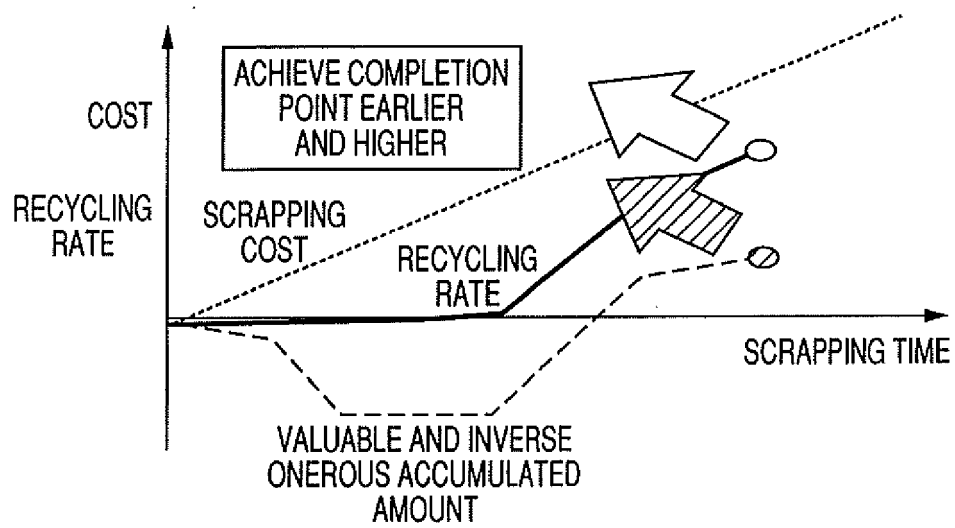 ACHIEVE COMPLETION
POINT EARLIER
AND HIGHER
COST
RECYCLING
RATE
SCRAPPING
COST
RECYCLING
RATE
SCRAPPING TIME
VALUABLE AND INVERSE
ONEROUS ACCUMULATED
AMOUNT